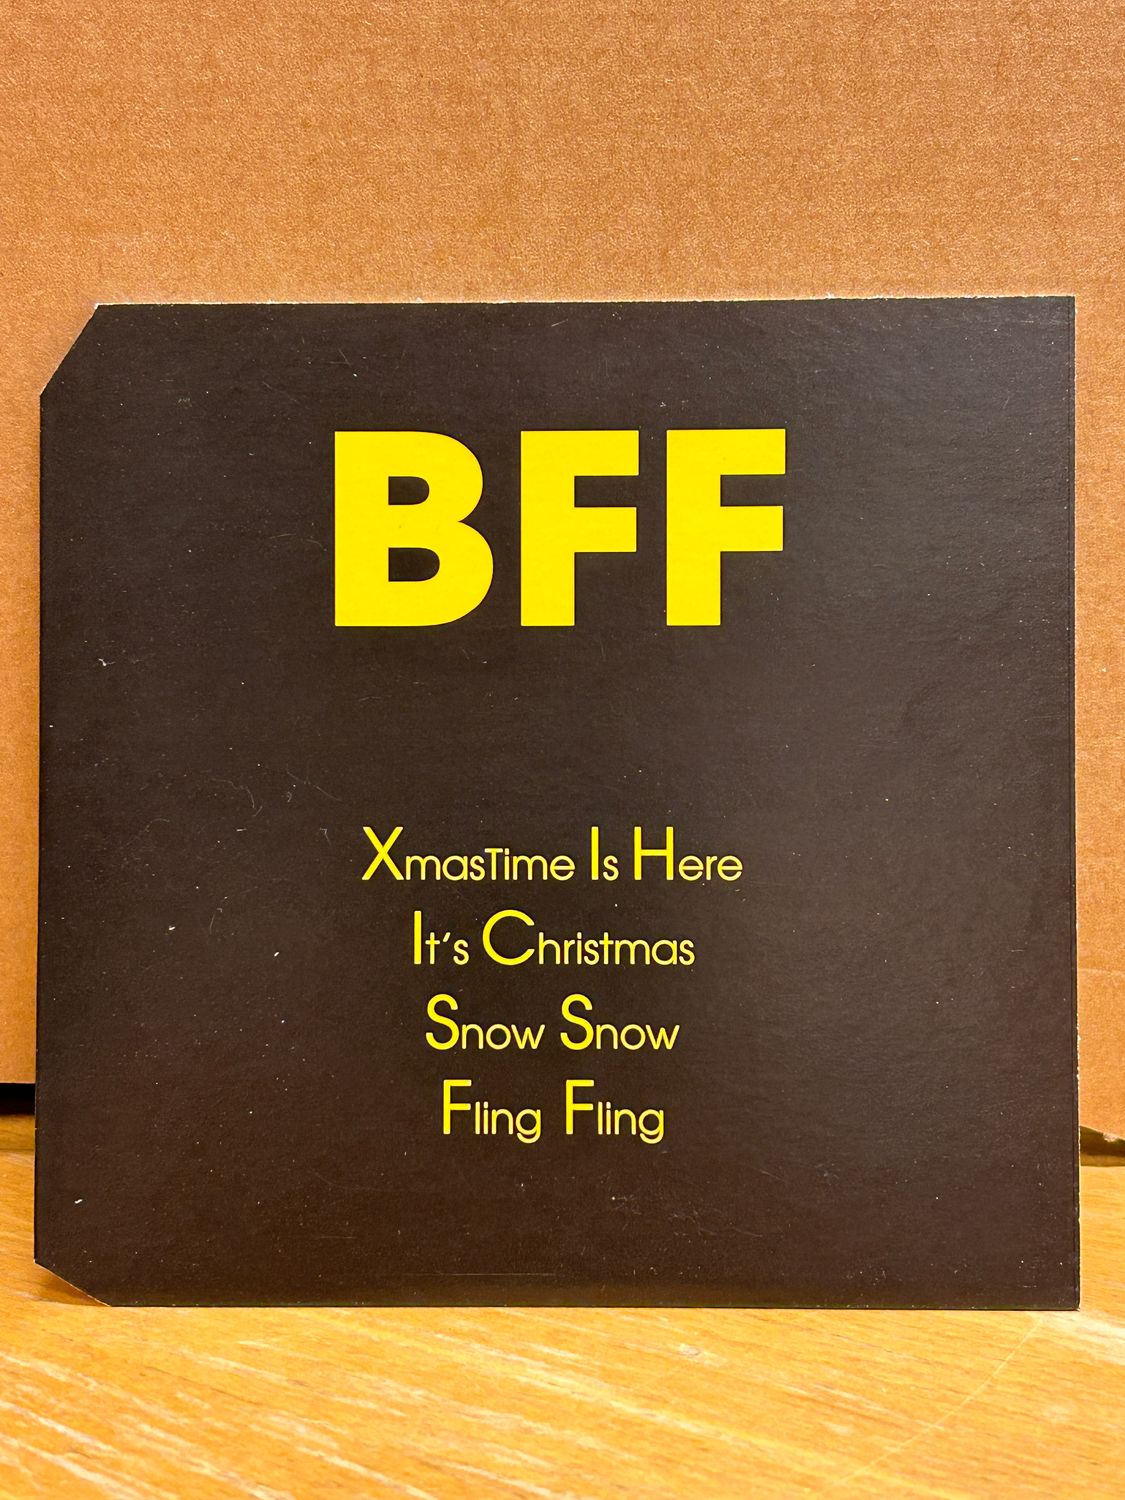 BFF
XmasTime Is Here
It's Christmas
Snow Snow
Fling Fling